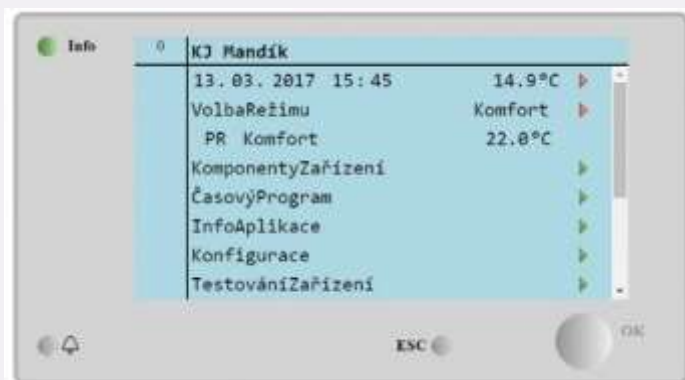 Info
0 KJ Mandík
13.03.2017 15:45 14.9°C
VolbaRežimu Komfort
PR Komfort 22.0°C
KomponentyZařízení
ČasovýProgram
InfoAplikace
Konfigurace
TestováníZařízení
ESC
OK